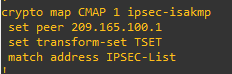 crypto map CMAP 1 ipsec-isakmp
set peer 209.165.100.1
set transform-set TSET
match address IPSEC-List
!